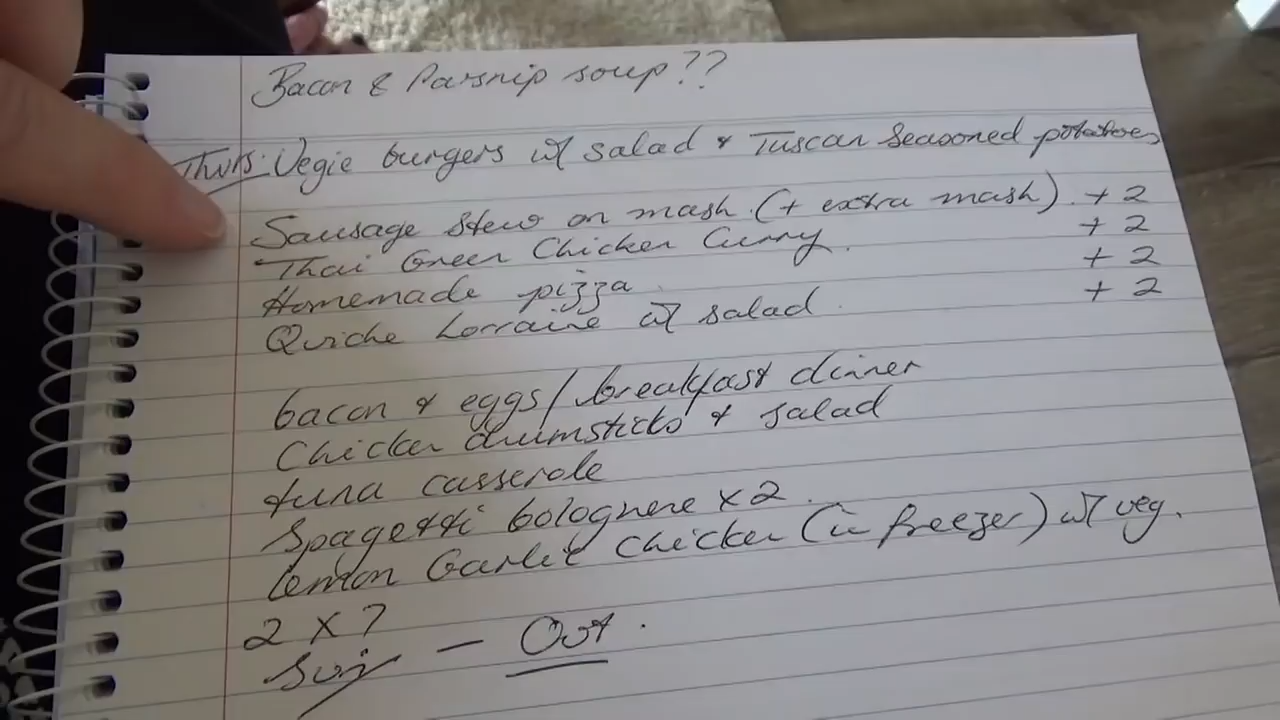 Bacon & Parsnip soup??
Thurs: Vegie burgers w/ salad & Tuscan Seasoned potatoes
Sausage Stew on mash (+ extra mash). + 2
Thai Green Chicken Curry. + 2
Homemade pizza. + 2
Quiche Lorraine w/ salad. + 2
bacon & eggs/breakfast dinner
Chicken drumsticks & salad
tuna casserole
Spagetti bolognese x2.
lemon Garlic Chicken (in freezer) w/ veg.
2 x ?
- Out.